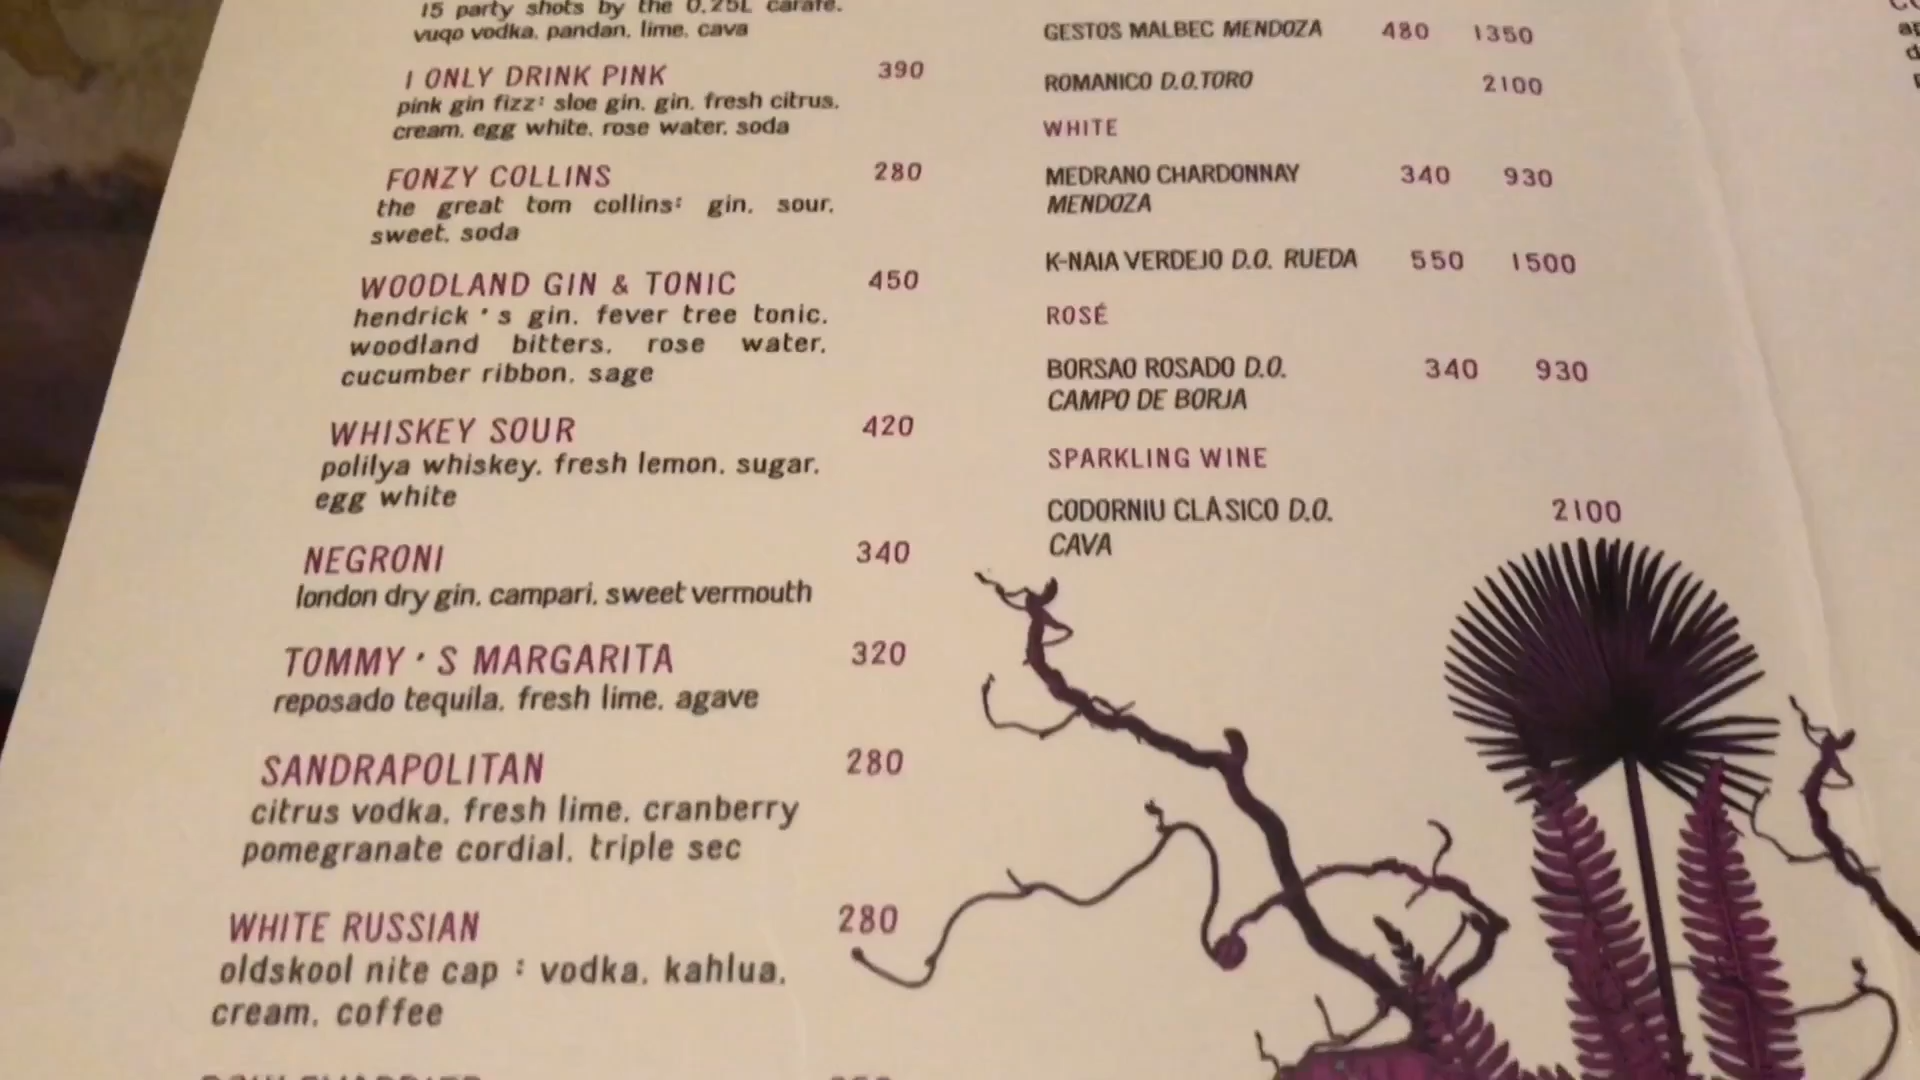 15 party shots by the 0,25L carafe,
vuqo vodka, pandan, lime, cava
I ONLY DRINK PINK 390
pink gin fizz: sloe gin, gin, fresh citrus,
cream, egg white, rose water, soda
FONZY COLLINS 280
the great tom collins: gin, sour,
sweet, soda
WOODLAND GIN & TONIC 450
hendrick's gin, fever tree tonic,
woodland bitters, rose water,
cucumber ribbon, sage
WHISKEY SOUR 420
polilya whiskey, fresh lemon, sugar,
egg white
NEGRONI 340
london dry gin, campari, sweet vermouth
TOMMY'S MARGARITA 320
reposado tequila, fresh lime, agave
SANDRAPOLITAN 280
citrus vodka, fresh lime, cranberry
pomegranate cordial, triple sec
WHITE RUSSIAN 280
oldskool nite cap : vodka, kahlua,
cream, coffee
GESTOS MALBEC MENDOZA 480 1350
ROMANICO D.O.TORO 2100
WHITE
MEDRANO CHARDONNAY 340 930
MENDOZA
K-NAIA VERDEJO D.O. RUEDA 550 1500
ROSÉ
BORSAO ROSADO D.O. 340 930
CAMPO DE BORJA
SPARKLING WINE
CODORNIU CLÁSICO D.O. 2100
CAVA